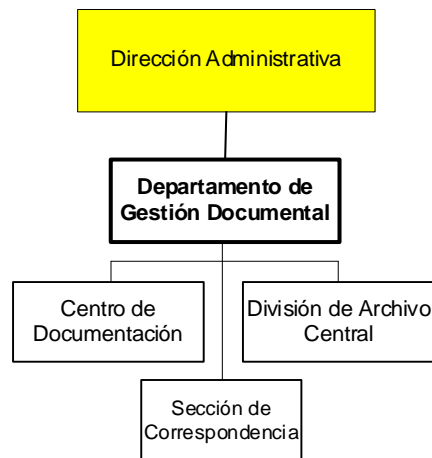 Dirección Administrativa
Departamento de
Gestión Documental
Centro de
Documentación
División de Archivo
Central
Sección de
Correspondencia